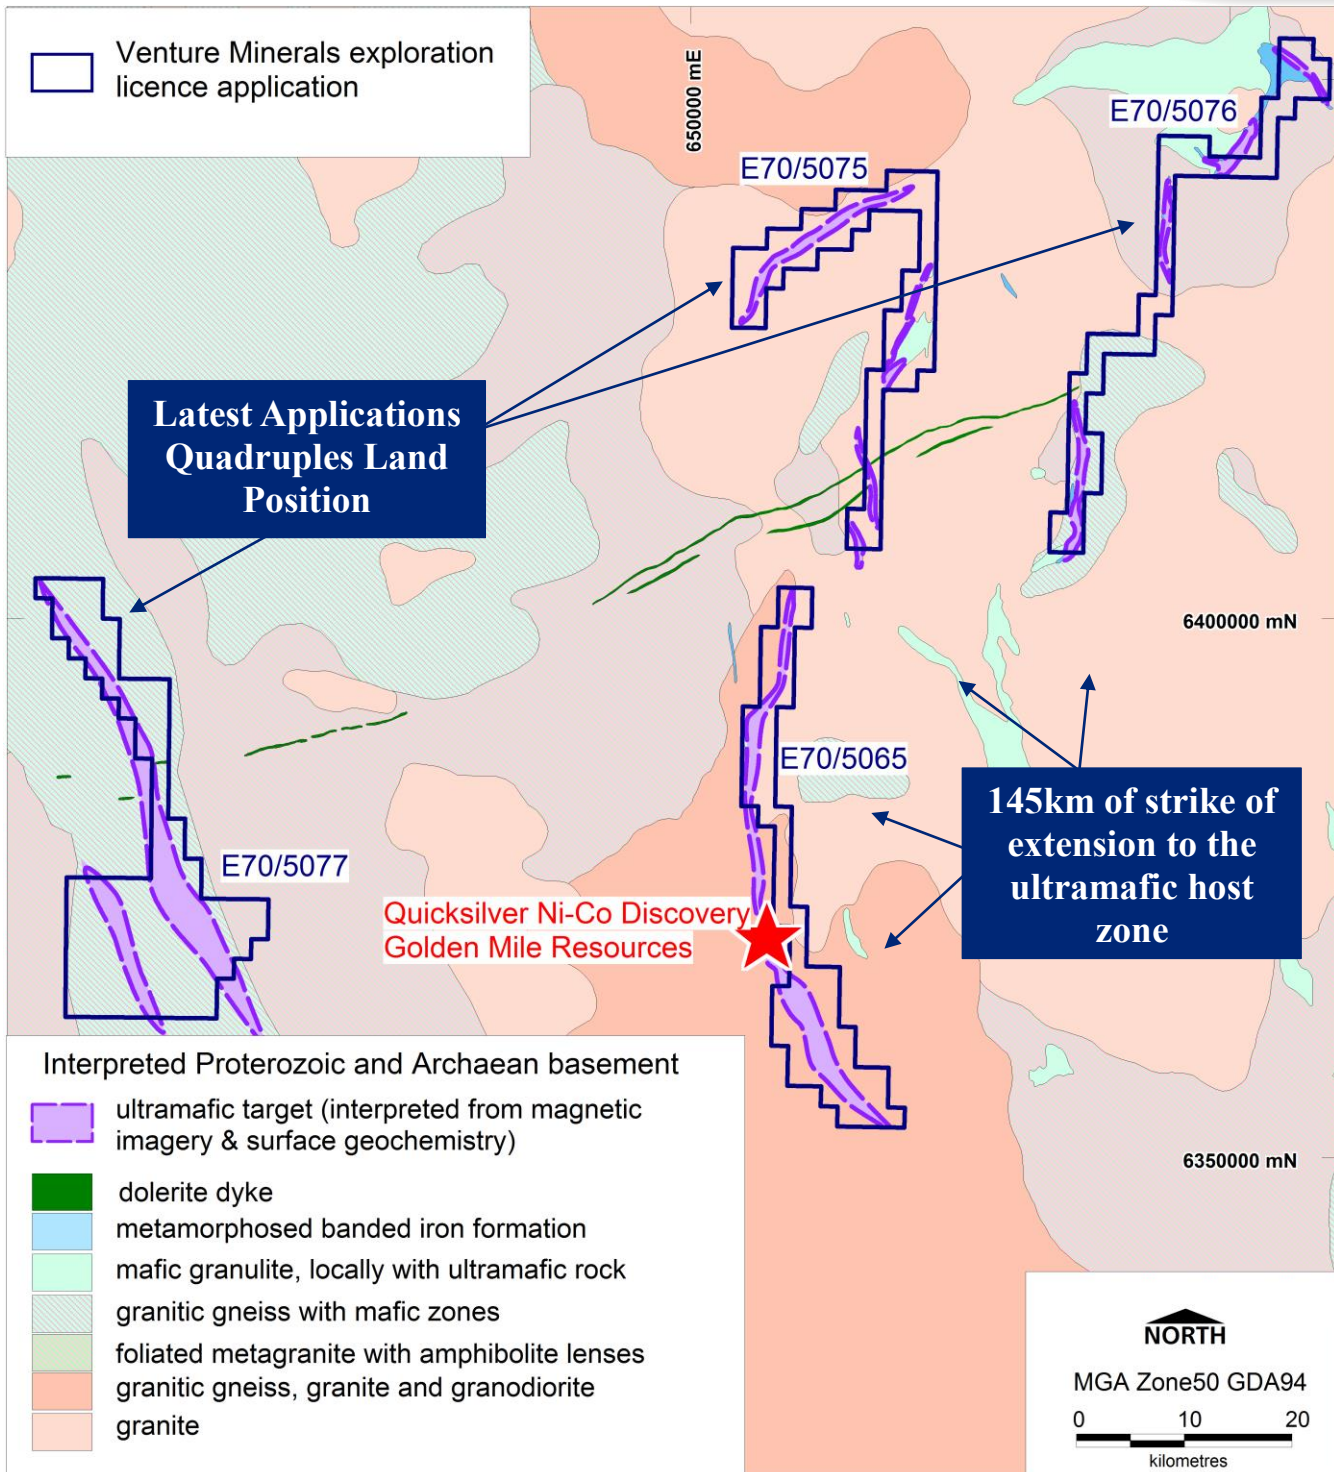 Venture Minerals exploration
licence application
650000 mE
E70/5076
E70/5075
Latest Applications
Quadruples Land
Position
6400000 mN
E70/5065
145km of strike of
extension to the
ultramafic host
zone
E70/5077
Quicksilver Ni-Co Discovery
Golden Mile Resources
Interpreted Proterozoic and Archaean basement
ultramafic target (interpreted from magnetic
imagery & surface geochemistry)
dolerite dyke
metamorphosed banded iron formation
mafic granulite, locally with ultramafic rock
granitic gneiss with mafic zones
foliated metagranite with amphibolite lenses
granitic gneiss, granite and granodiorite
granite
6350000 mN
NORTH
MGA Zone50 GDA94
0 10 20
kilometres